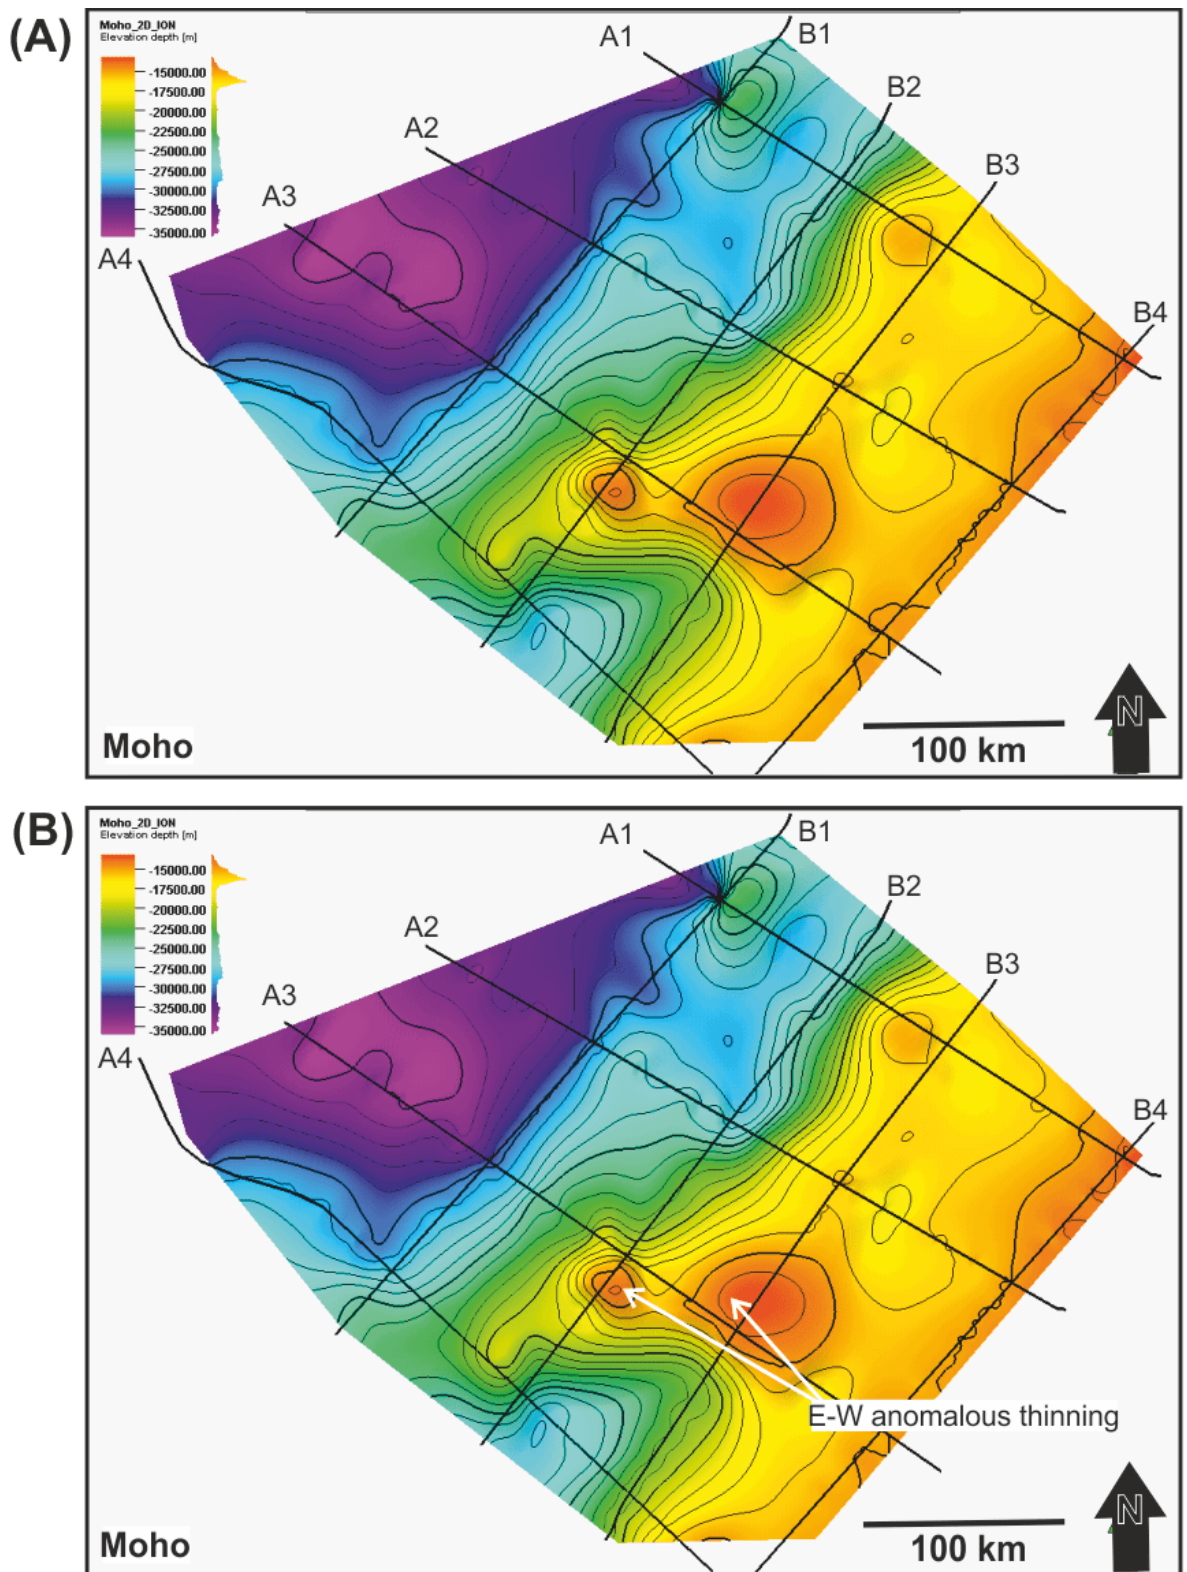 (A)
Moho_2D_ION
Elevation depth [m]
-15000.00
-17500.00
-20000.00
-22500.00
-25000.00
-27500.00
-30000.00
-32500.00
-35000.00
A1
B1
A2
B2
A3
B3
A4
B4
N
Moho
100 km
(B)
Moho_2D_ION
Elevation depth [m]
-15000.00
-17500.00
-20000.00
-22500.00
-25000.00
-27500.00
-30000.00
-32500.00
-35000.00
A1
B1
A2
B2
A3
B3
A4
B4
E-W anomalous thinning
N
Moho
100 km